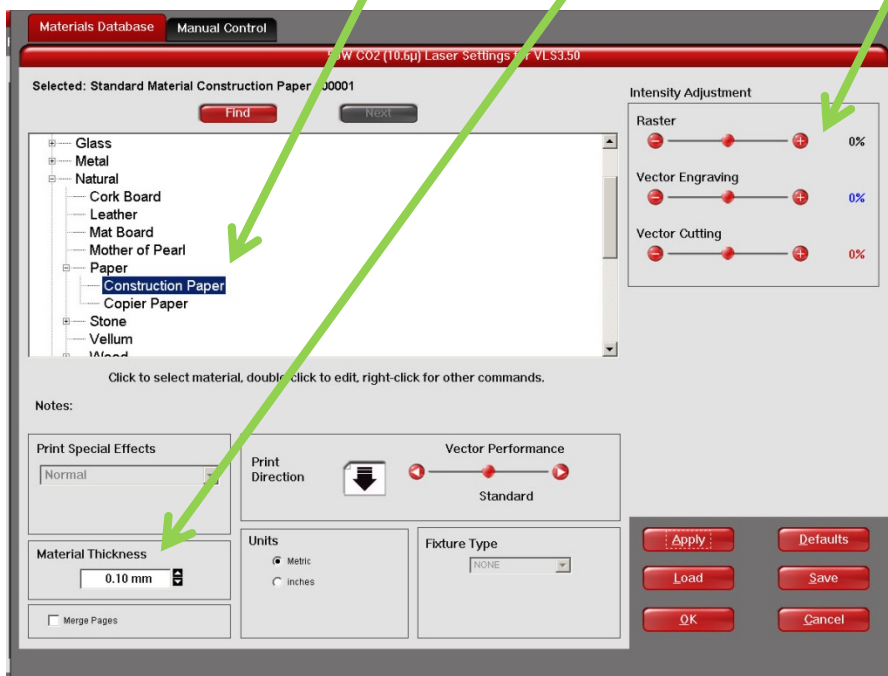 Materials Database
Manual Control
CO2 (10.6µ) Laser Settings VLS3.50
Selected: Standard Material Construction Paper
Find
Next
Glass
Metal
Natural
Cork Board
Leather
Mat Board
Mother of Pearl
Paper
Construction Paper
Copier Paper
Stone
Vellum
Click to select material, double click to edit, right-click for other commands.
Notes:
Intensity Adjustment
Raster
0%
Vector Engraving
0%
Vector Cutting
0%
Print Special Effects
Normal
Print
Direction
Vector Performance
Standard
Material Thickness
0.10 mm
Merge Pages
Units
Metric
inches
Fixture Type
NONE
Apply
Defaults
Load
Save
OK
Cancel